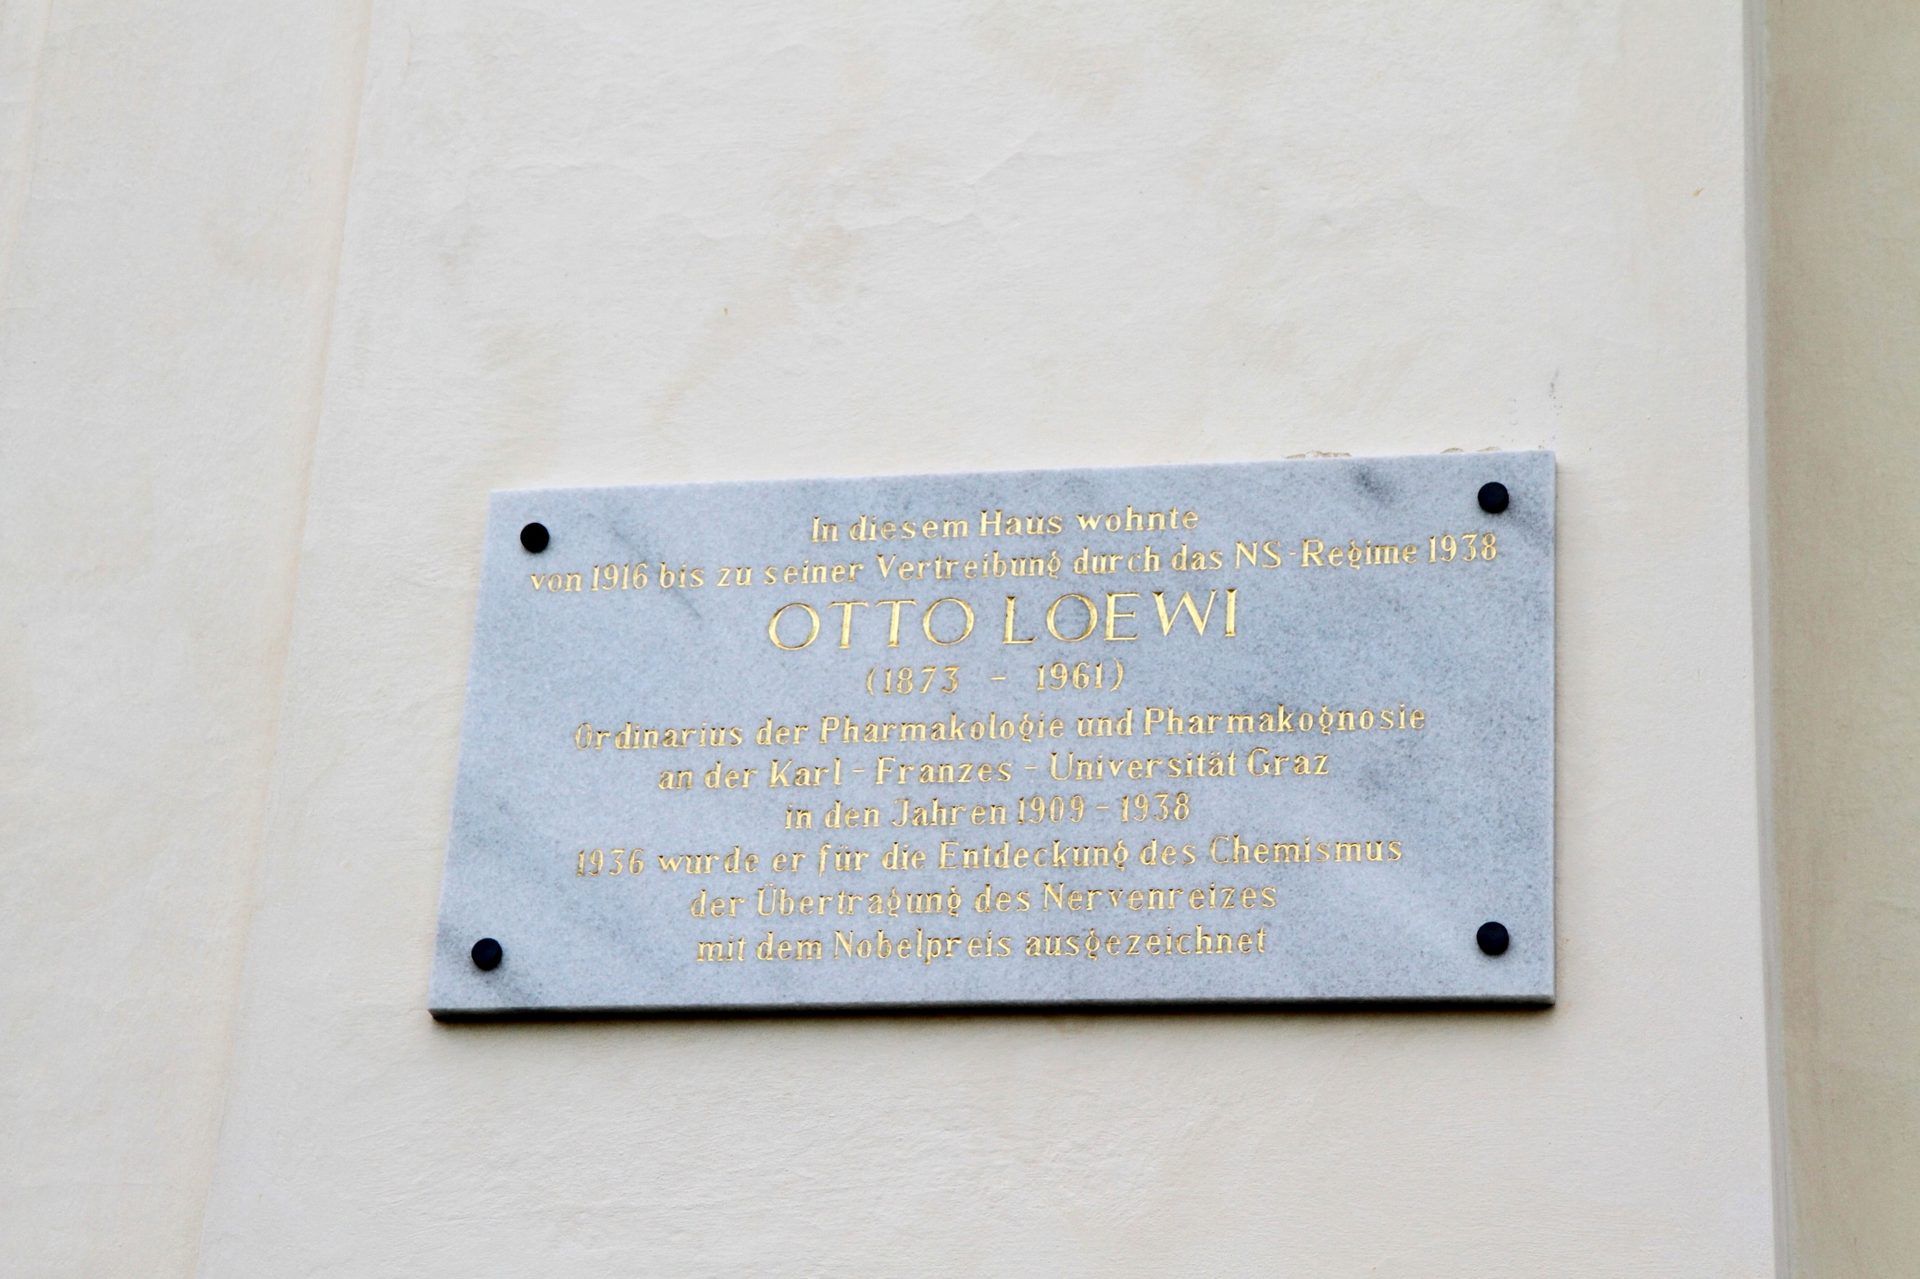 In diesem Haus wohnte
von 1916 bis zu seiner Vertreibung durch das NS-Regime 1938
OTTO LOEWI
(1873 - 1961)
Ordinarius der Pharmakologie und Pharmakognosie
an der Karl-Franzes-Universität Graz
in den Jahren 1909-1938
1936 wurde er für die Entdeckung des Chemismus
der Übertragung des Nervenreizes
mit dem Nobelpreis ausgezeichnet